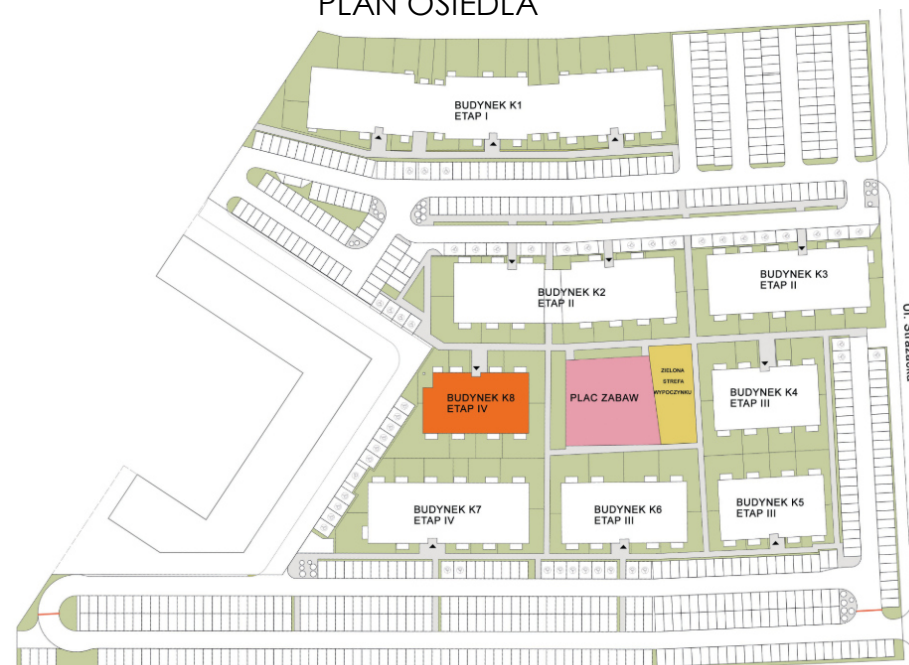 PLAN OSIEDLA
BUDYNEK K1
ETAP I
BUDYNEK K2
ETAP II
BUDYNEK K3
ETAP II
BUDYNEK K8
ETAP IV
PLAC ZABAW
ZIELONA
STREFA
WYPOCZYNKU
BUDYNEK K4
ETAP III
BUDYNEK K7
ETAP IV
BUDYNEK K6
ETAP III
BUDYNEK K5
ETAP III